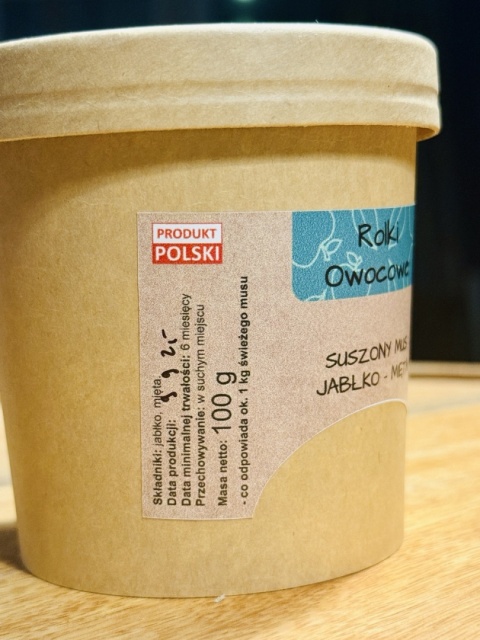 PRODUKT
POLSKI
Rolki
Owocowe
SUSZONY MUS
JABŁKO -
Składniki: jabłko, mięta
Data produkcji:
Data minimalnej trwałości: 6 miesięcy
Przechowywanie: w suchym miejscu
Masa netto: 100 g
- co odpowiada ok. 1 kg świeżego musu